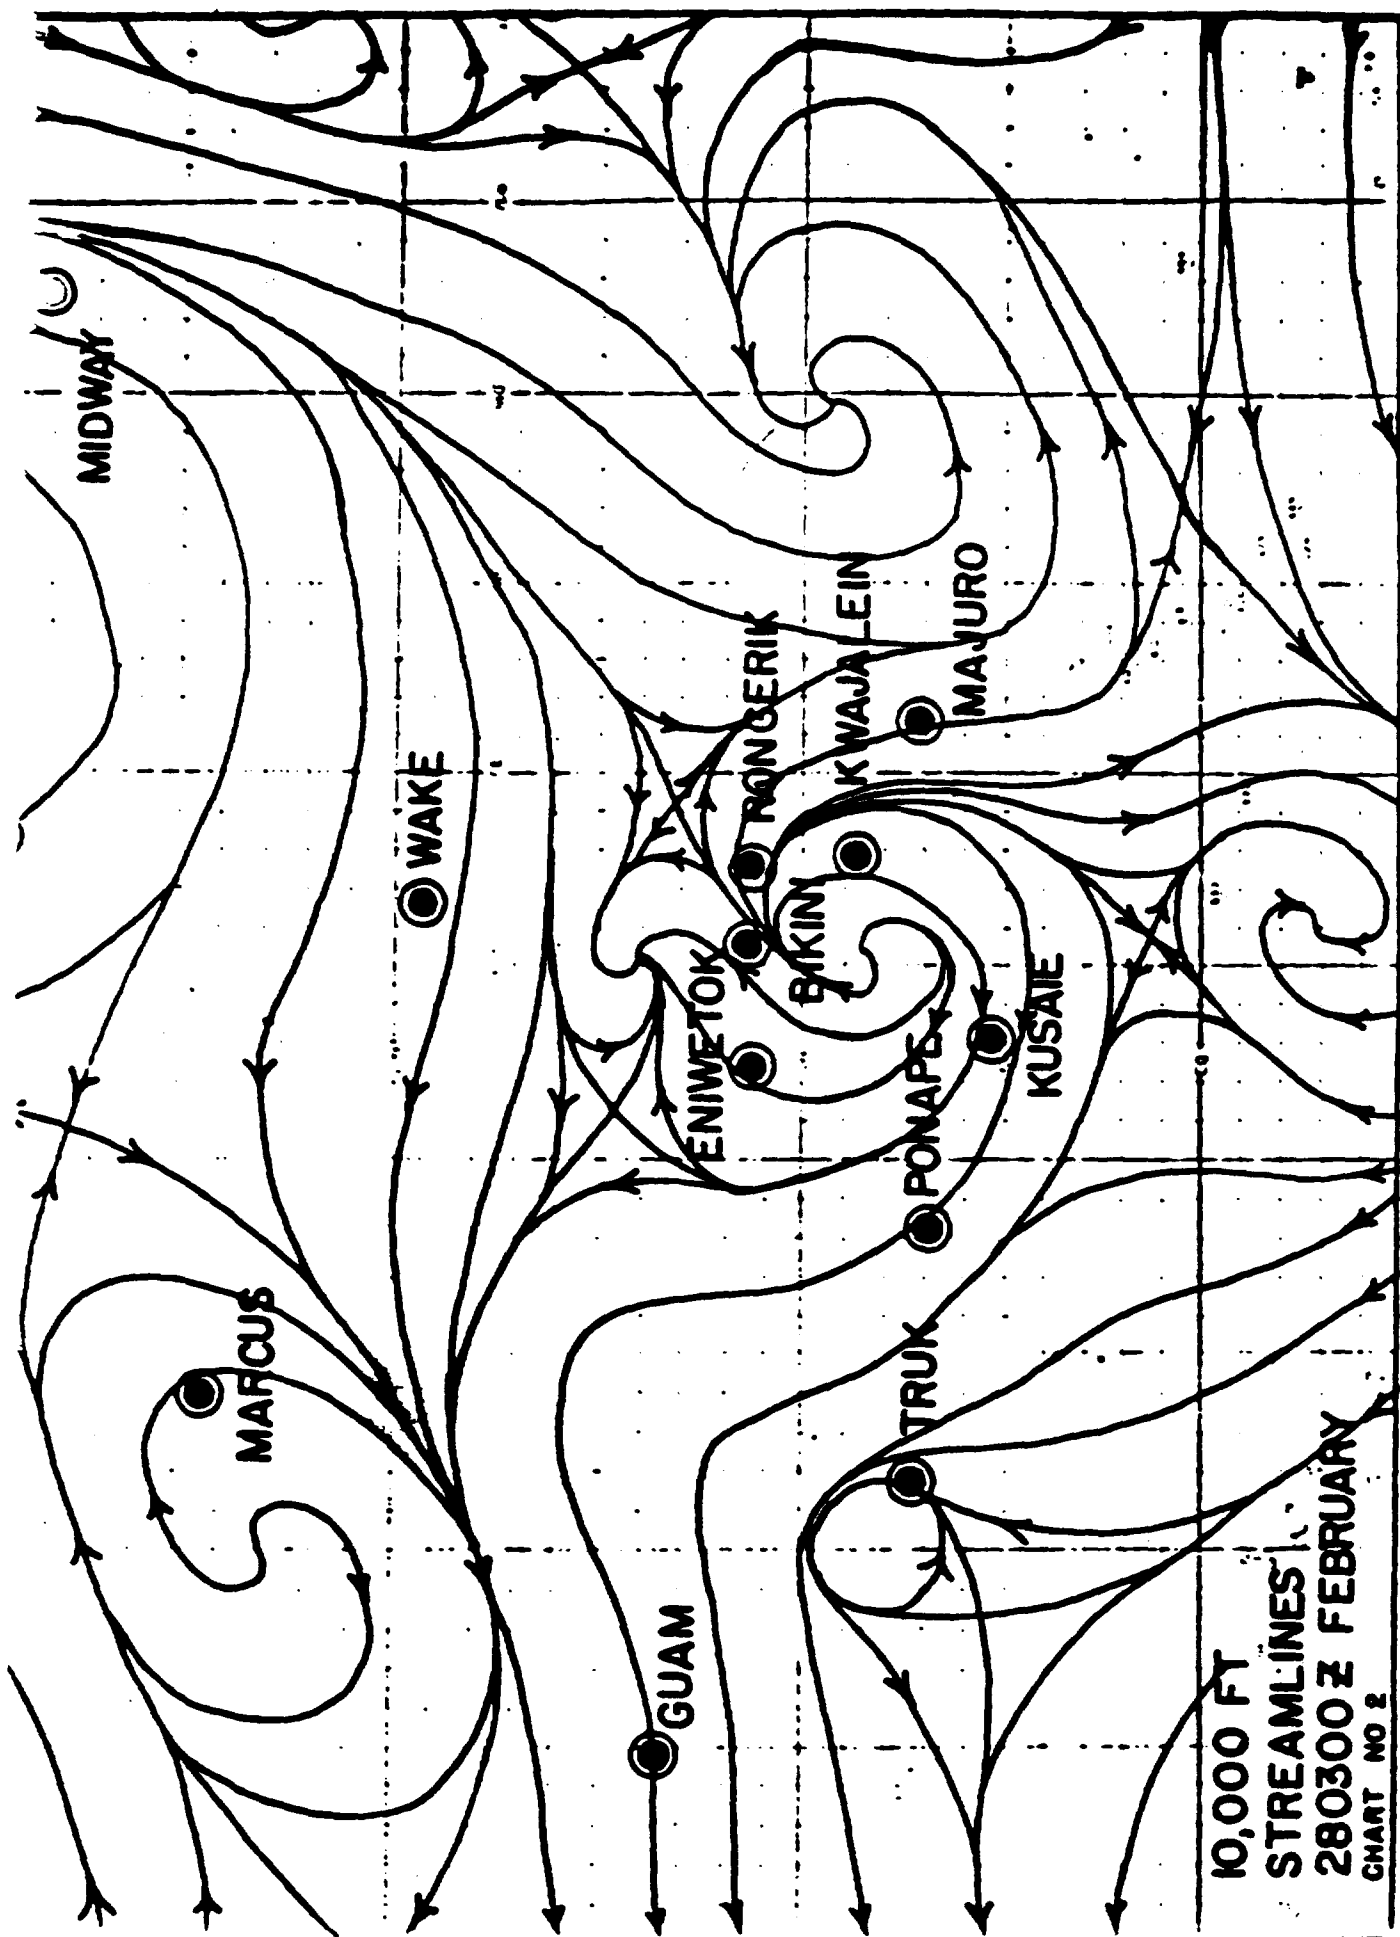 MIDWAY
WAKE
MARCUS
RONGERIK
KWAJALEIN
MAJURO
BIKINI
ENIWETOK
KUSAIE
PONAPE
TRUK
GUAM
10,000 FT
STREAMLINES
280300Z FEBRUARY
CHART NO 2